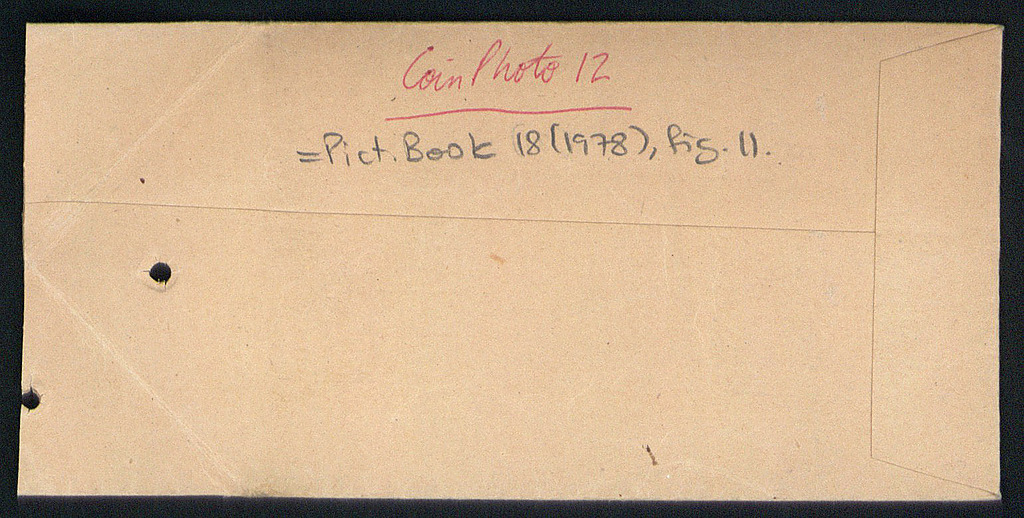 Coin Photo 12
=Pict. Book 18 (1978), fig. 11.